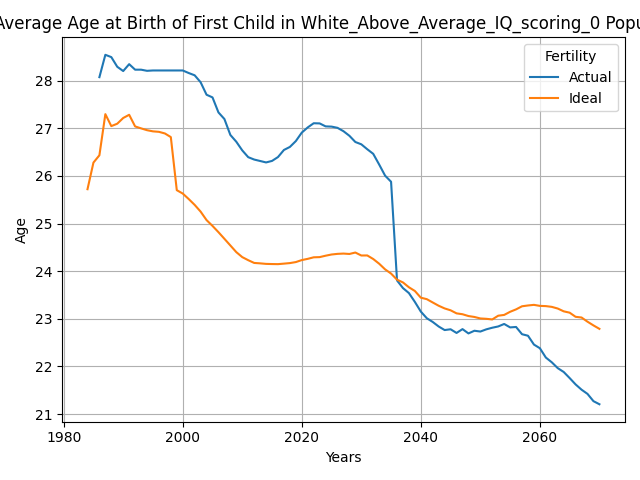 Average Age at Birth of First Child in White_Above_Average_IQ_scoring_0 Popu
Fertility
Actual
Ideal
28
27
26
25
24
23
22
21
Age
1980 2000 2020 2040 2060
Years